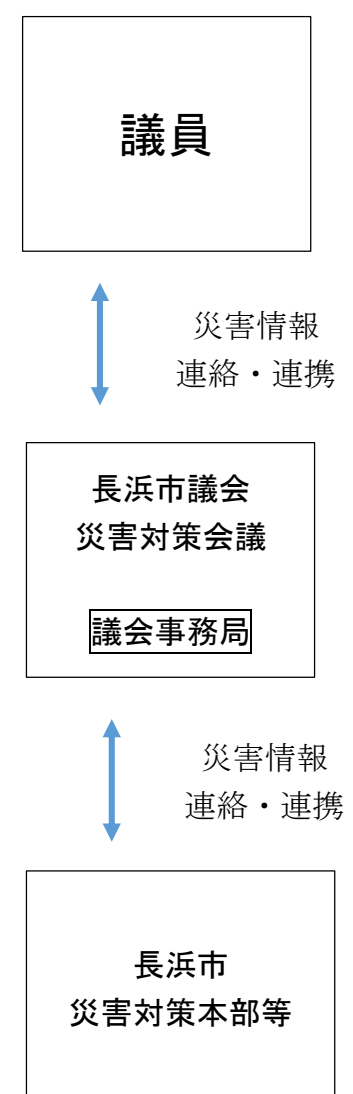 議員
災害情報
連絡・連携
長浜市議会
災害対策会議
議会事務局
災害情報
連絡・連携
長浜市
災害対策本部等